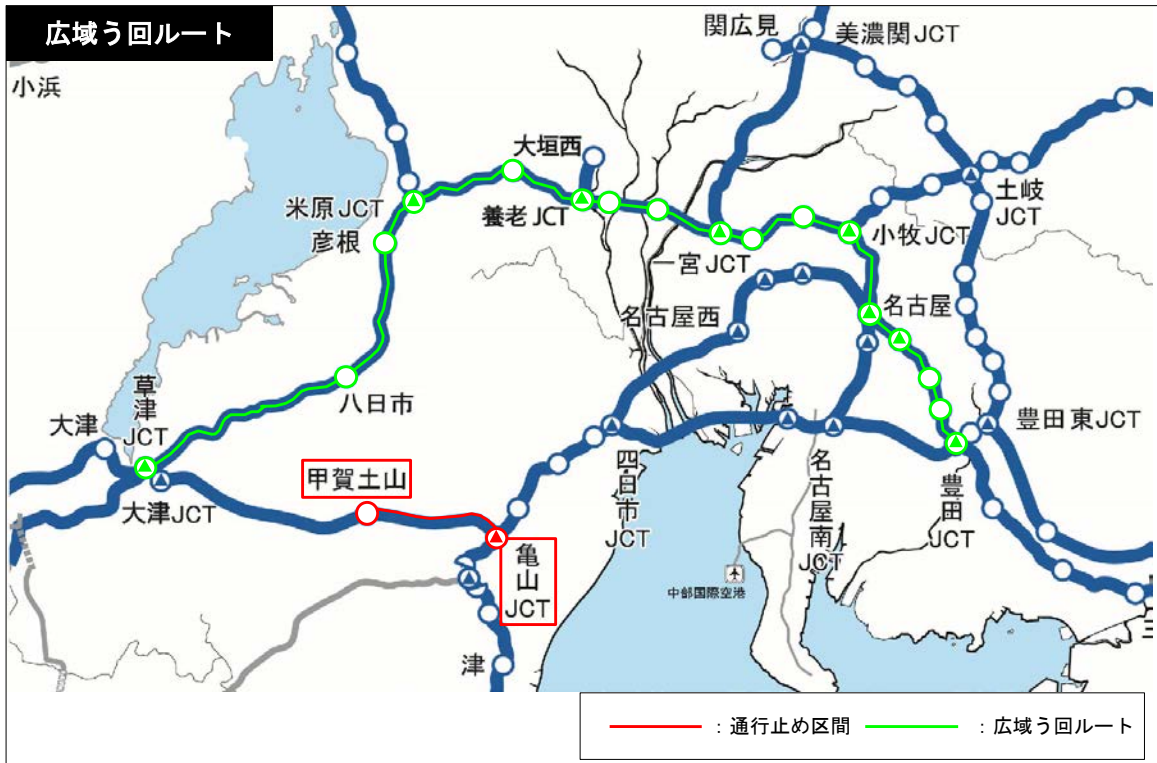 広域う回ルート
小浜
関広見
美濃関JCT
大垣西
米原JCT
養老JCT
土岐
JCT
彦根
一宮JCT
小牧JCT
名古屋西
名古屋
八日市
草津
JCT
大津
大津JCT
甲賀土山
亀山
JCT
四日市
JCT
名古屋南
JCT
豊田
JCT
豊田東JCT
中部国際空港
津
：通行止め区間
：広域う回ルート